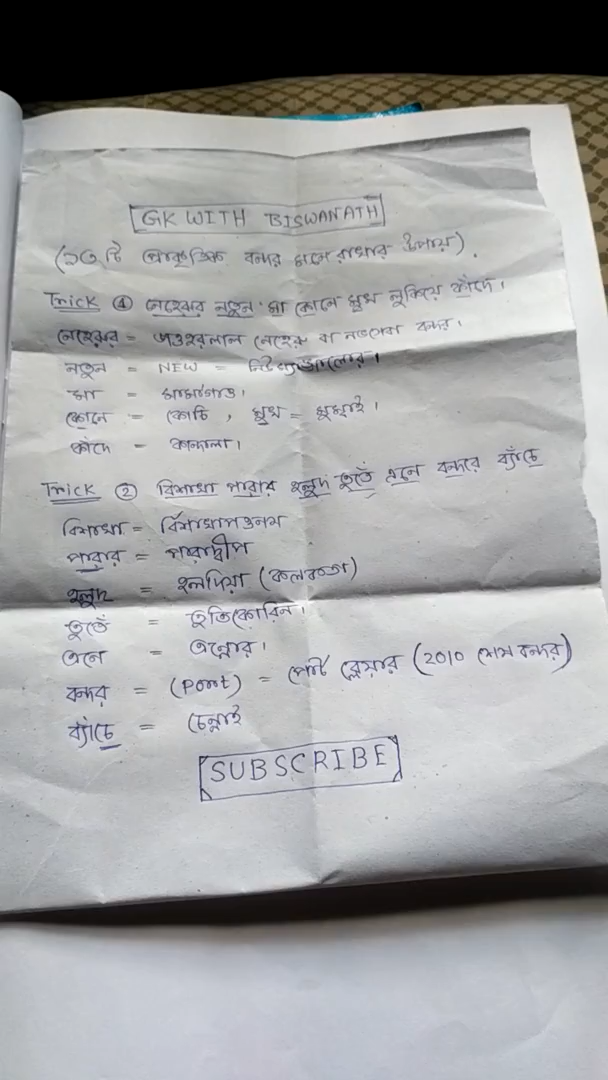 GK WITH BISWANATH
(১৩ টি প্রাকৃতিক বন্দর মনে রাখার উপায়).
Trick ① নেহেরুর নতুন মা কোনে মুখ লুকিয়ে কাঁদে।
নেহেরুর = জওহরলাল নেহেরু বা নভসেবা বন্দর।
নতুন = NEW = নিউম্যাঙ্গালোর।
মা = মার্মাগাও।
কোনে = কোচি, মুখ = মুম্বাই।
কাঁদে = কান্দালা।
Trick ② বিশাখা পারার হলুদ তুতেঁ এনে বন্দরে ব্যাঁচে
বিশাখা = বিশাখাপত্তনম
পারার = পারাদ্বীপ
হলুদ = হলদিয়া (কলকাতা)
তুতেঁ = তুতিকোরিন।
এনে = এন্নোর।
বন্দর = (Port) = পোর্ট ব্লেয়ার (2010 শেষ বন্দর)
ব্যাঁচে = চেন্নাই
SUBSCRIBE